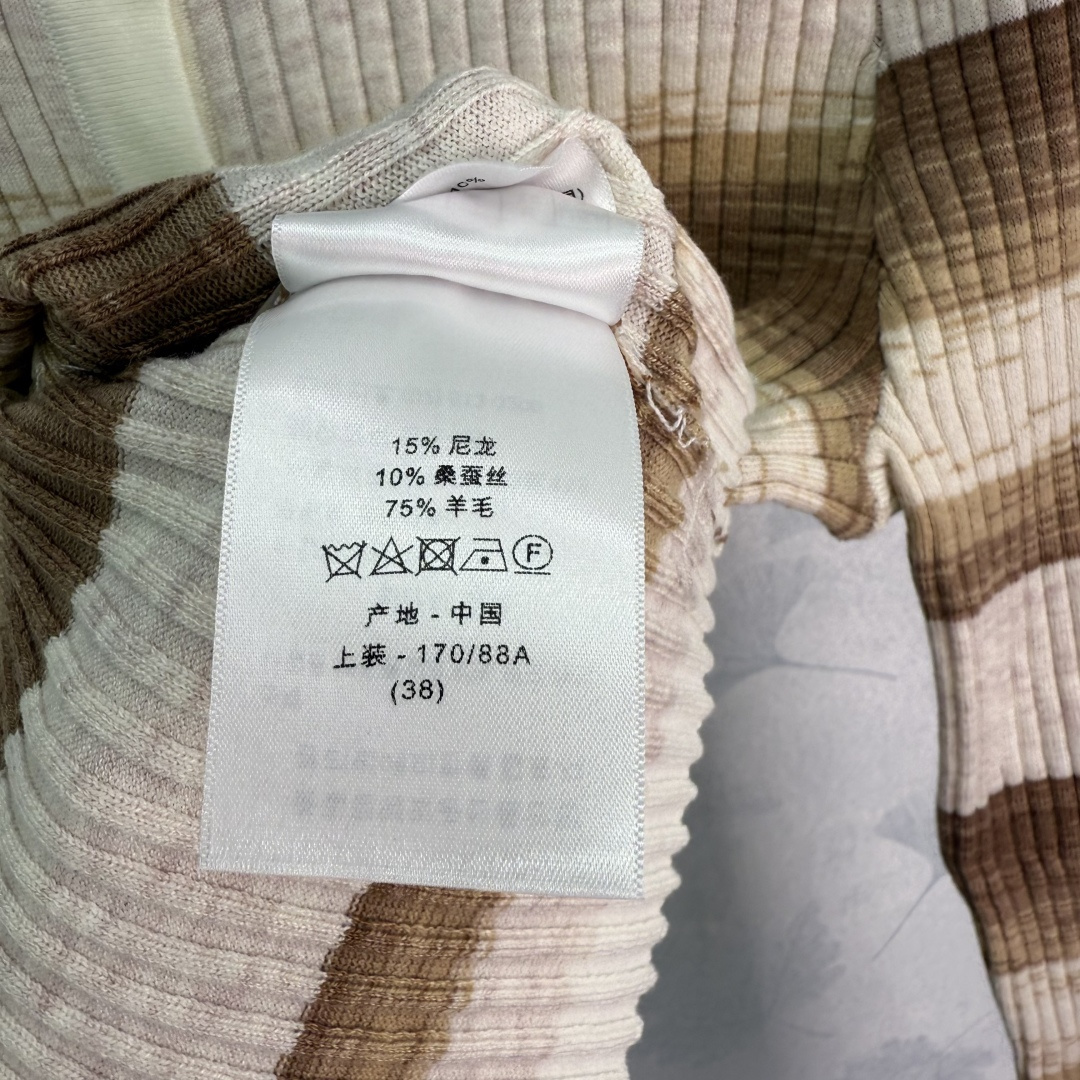 15% 尼龙
10% 桑蚕丝
75% 羊毛
F
产地 - 中国
上装 - 170/88A
(38)